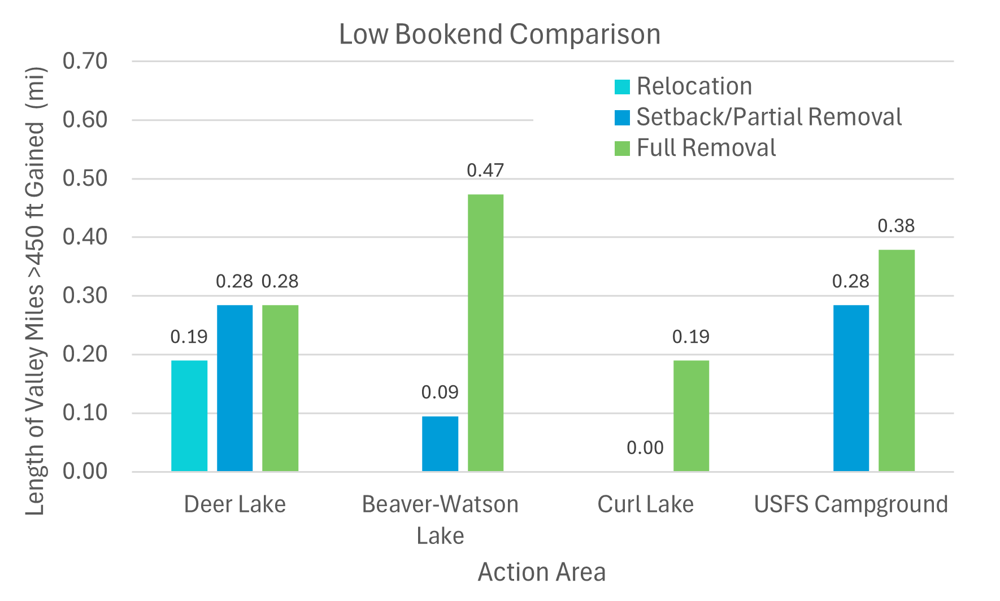 Low Bookend Comparison
Length of Valley Miles >450 ft Gained (mi)
0.70
0.60
0.50
0.40
0.30
0.20
0.10
0.00
Relocation
Setback/Partial Removal
Full Removal
0.19
0.28
0.28
0.09
0.47
0.00
0.19
0.28
0.38
Deer Lake
Beaver-Watson
Lake
Curl Lake
USFS Campground
Action Area